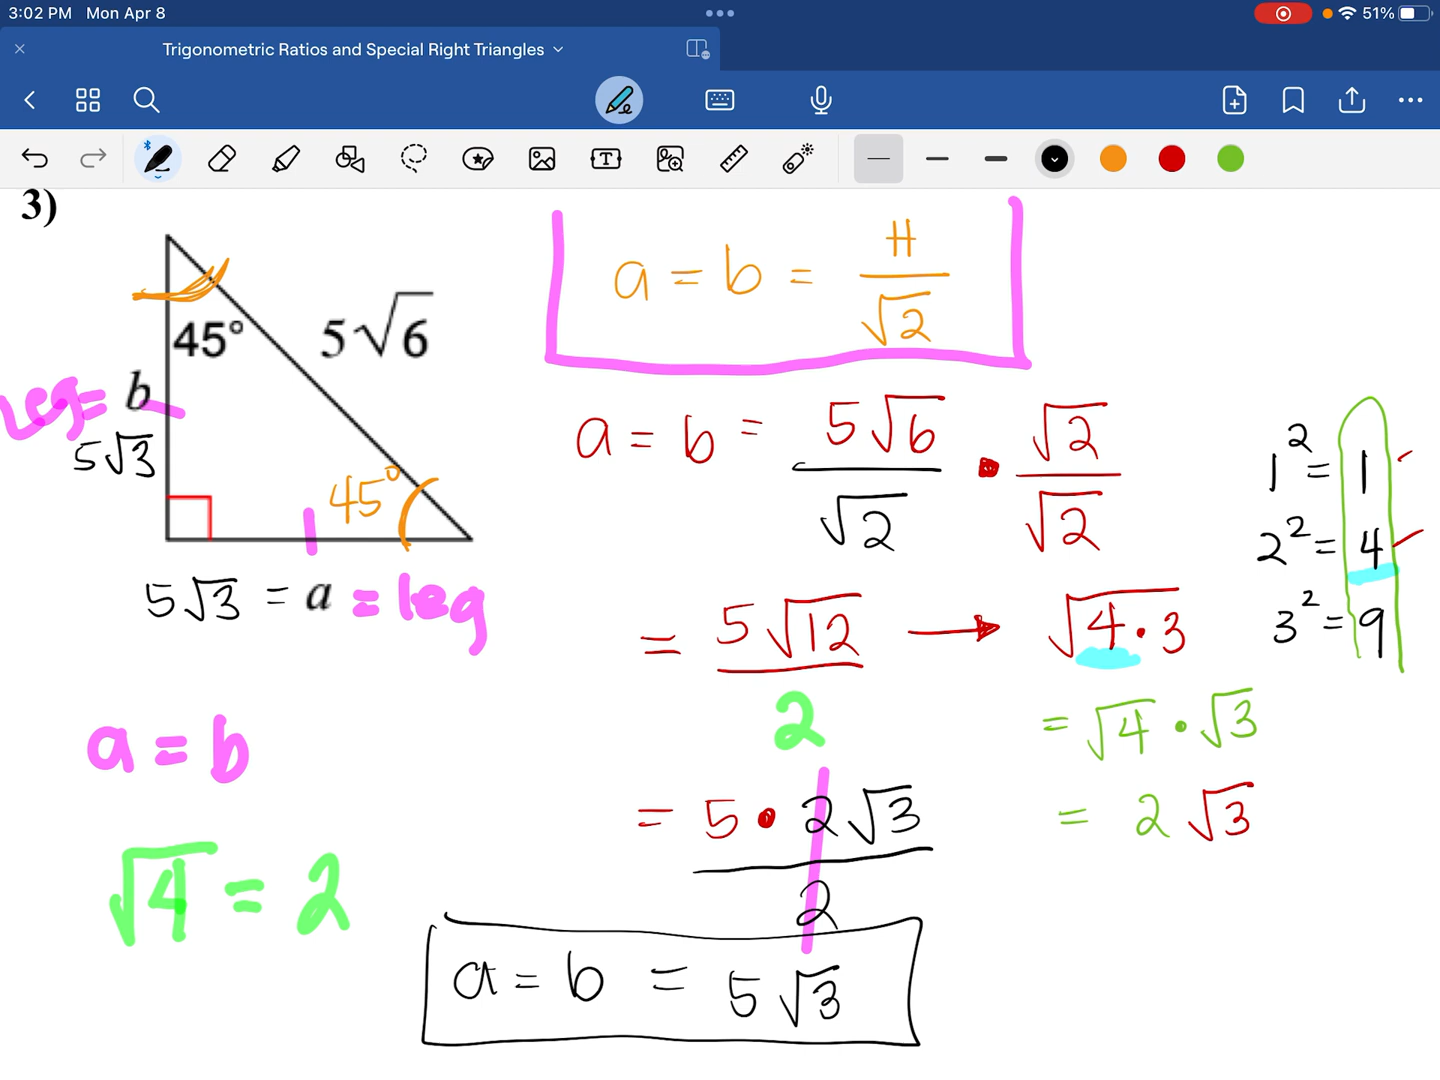 3:02 PM Mon Apr 8
51%
Trigonometric Ratios and Special Right Triangles
3)
a = b = H/√2
45°
5√6
leg = b
5√3
45°
5√3 = a = leg
a = b = 5√6/√2 • √2/√2
1² = 1
2² = 4
3² = 9
= 5√12/2 → √4•3
= √4 • √3
= 2√3
a = b
= 5•2√3/2
√4 = 2
a = b = 5√3